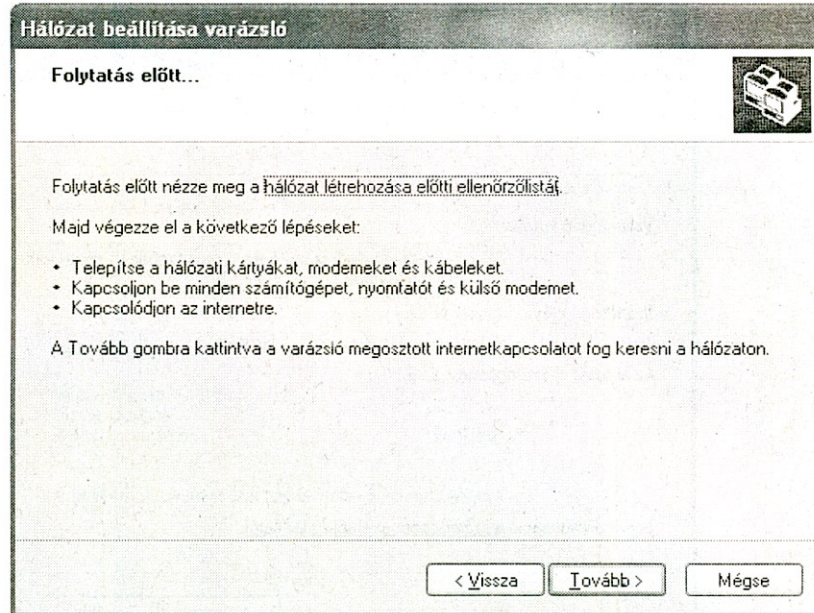 Hálózat beállítása varázsló
Folytatás előtt...
Folytatás előtt nézze meg a hálózat létrehozása előtti ellenőrzőlistát.
Majd végezze el a következő lépéseket:
• Telepítse a hálózati kártyákat, modemeket és kábeleket.
• Kapcsoljon be minden számítógépet, nyomtatót és külső modemet.
• Kapcsolódjon az internetre.
A Tovább gombra kattintva a varázsló megosztott internetkapcsolatot fog keresni a hálózaton.
< Vissza
Tovább >
Mégse